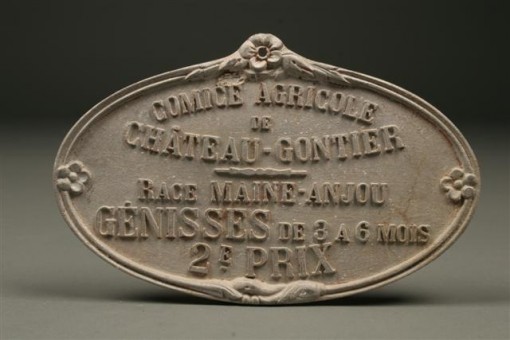 COMICE AGRICOLE
DE
CHÂTEAU-GONTIER
RACE MAINE-ANJOU
GÉNISSES DE 3 A 6 MOIS
2E PRIX